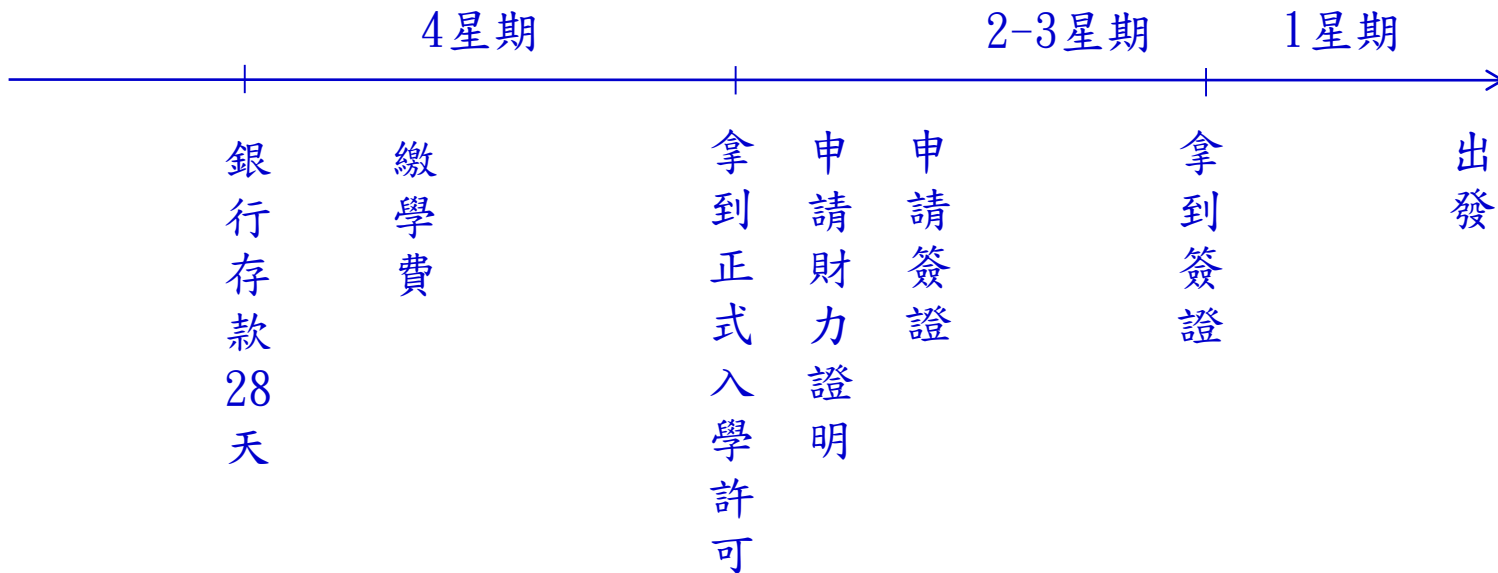 4星期
2-3星期
1星期
銀行存款28天
繳學費
拿到正式入學許可
申請財力證明
申請簽證
拿到簽證
出發